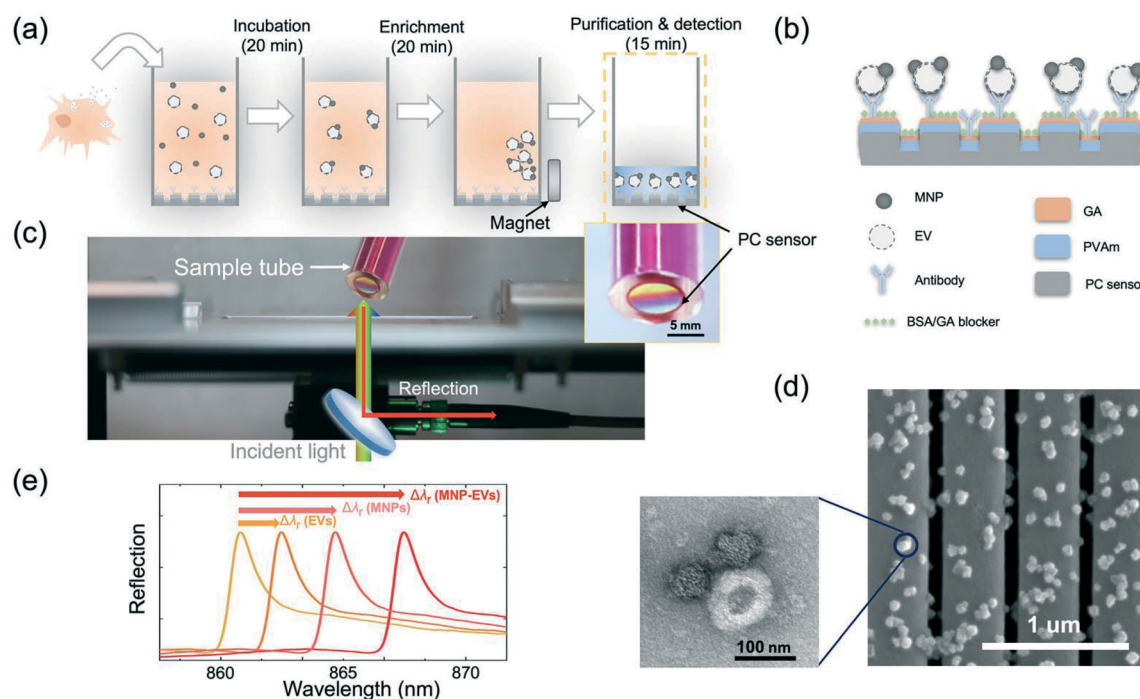 (a)
Incubation
(20 min)
Enrichment
(20 min)
Purification & detection
(15 min)
Magnet
PC sensor
5 mm
(b)
MNP
EV
Antibody
BSA/GA blocker
GA
PVAm
PC sensor
(c)
Sample tube
Reflection
Incident light
(d)
100 nm
1 um
(e)
Δλr (MNP-EVs)
Δλr (MNPs)
Δλr (EVs)
Reflection
860 865 870
Wavelength (nm)